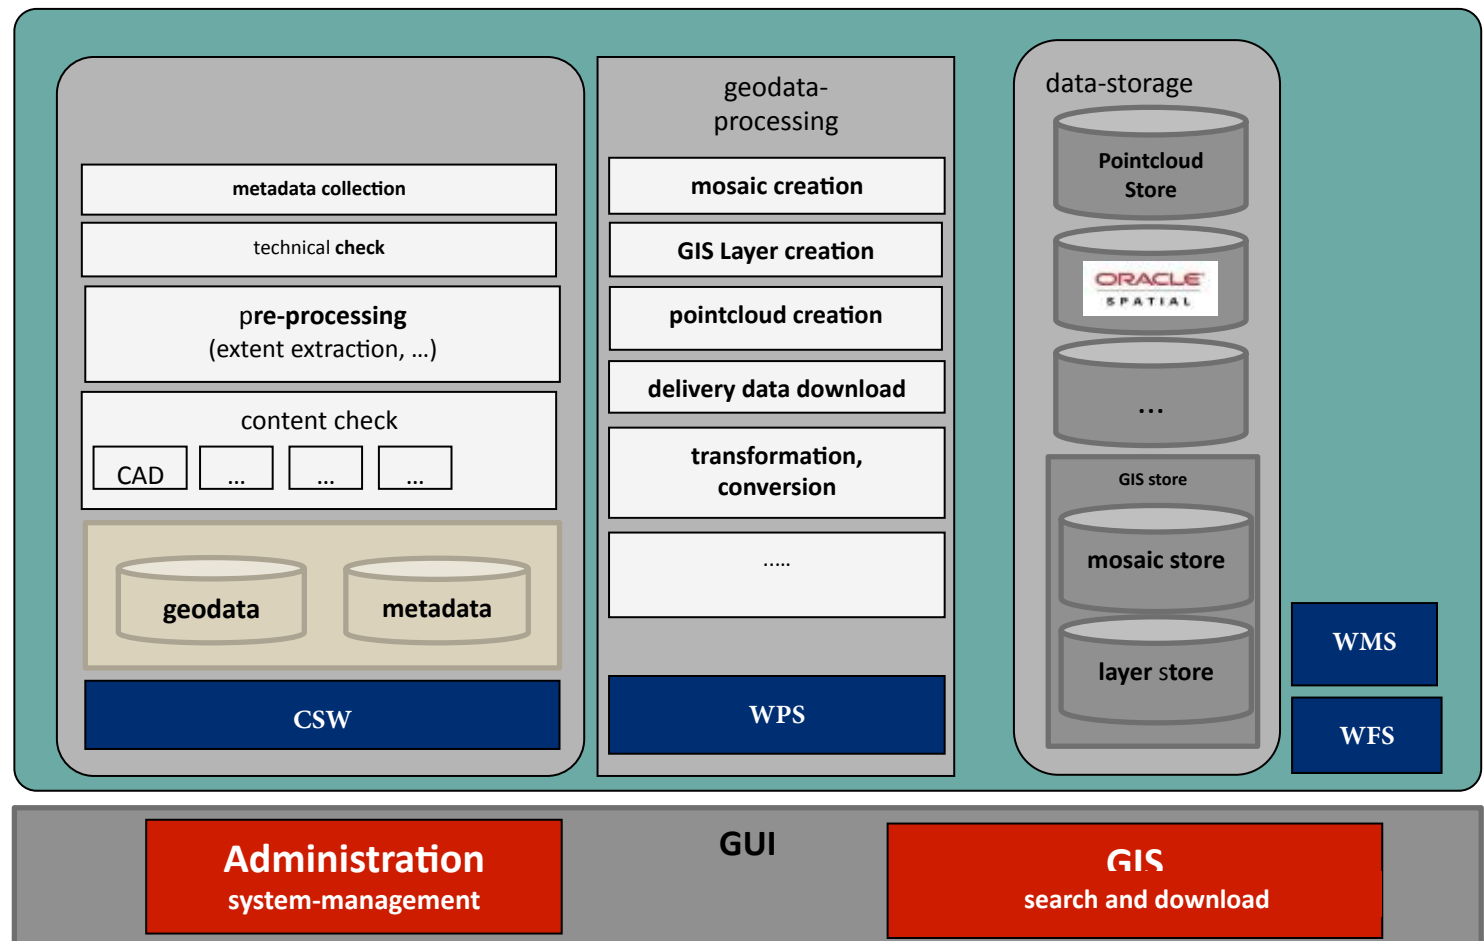 metadata collection
technical check
pre-processing
(extent extraction, ...)
content check
CAD
...
...
...
geodata
metadata
CSW
geodata-
processing
mosaic creation
GIS Layer creation
pointcloud creation
delivery data download
transformation,
conversion
.....
WPS
data-storage
Pointcloud
Store
ORACLE
SPATIAL
...
GIS store
mosaic store
layer store
WMS
WFS
GUI
Administration
system-management
GIS
search and download